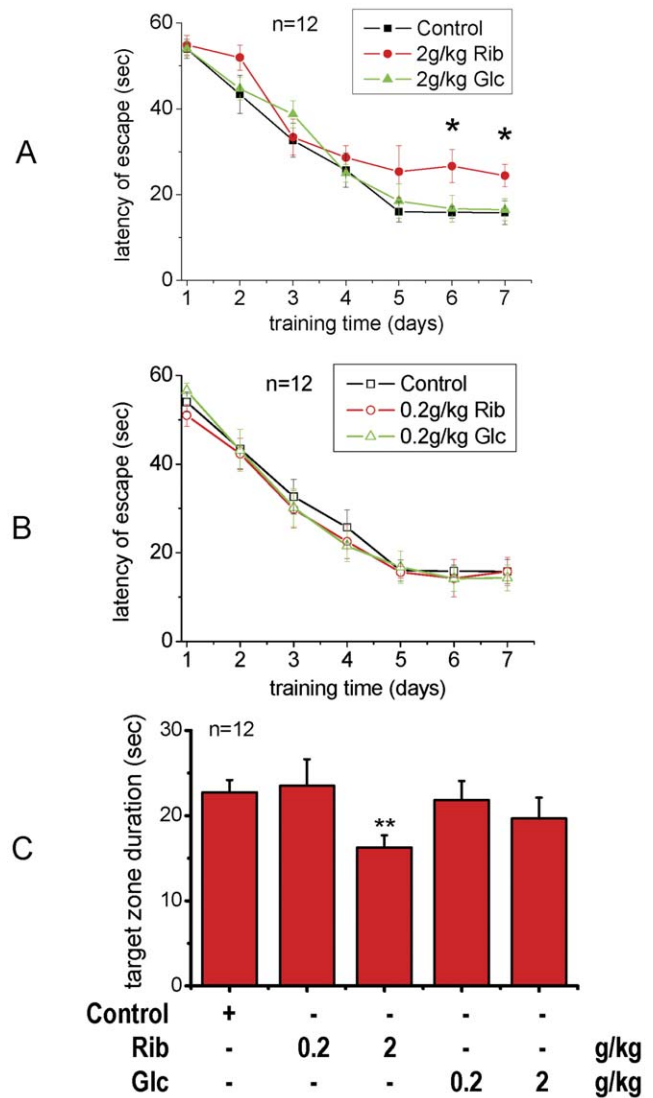 A
n=12
Control
2g/kg Rib
2g/kg Glc
* *
60
40
20
0
latency of escape (sec)
1 2 3 4 5 6 7
training time (days)
B
n=12
Control
0.2g/kg Rib
0.2g/kg Glc
60
40
20
0
latency of escape (sec)
1 2 3 4 5 6 7
training time (days)
C
n=12
**
30
20
10
0
target zone duration (sec)
Control + - - - -
Rib - 0.2 2 - - g/kg
Glc - - - 0.2 2 g/kg